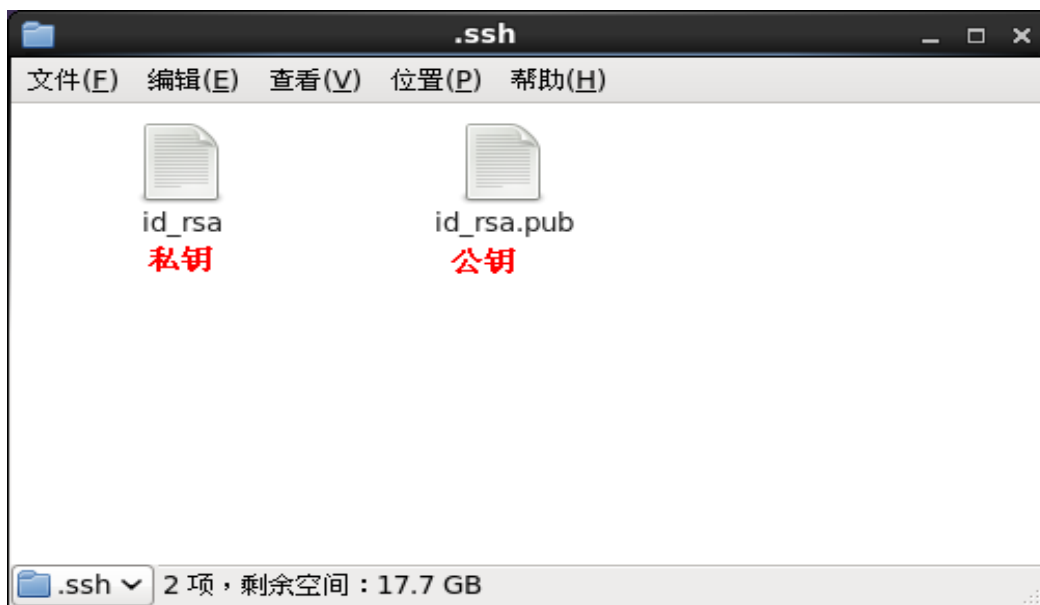 .ssh
文件(F) 编辑(E) 查看(V) 位置(P) 帮助(H)
id_rsa id_rsa.pub
私钥 公钥
.ssh 2 项，剩余空间：17.7 GB